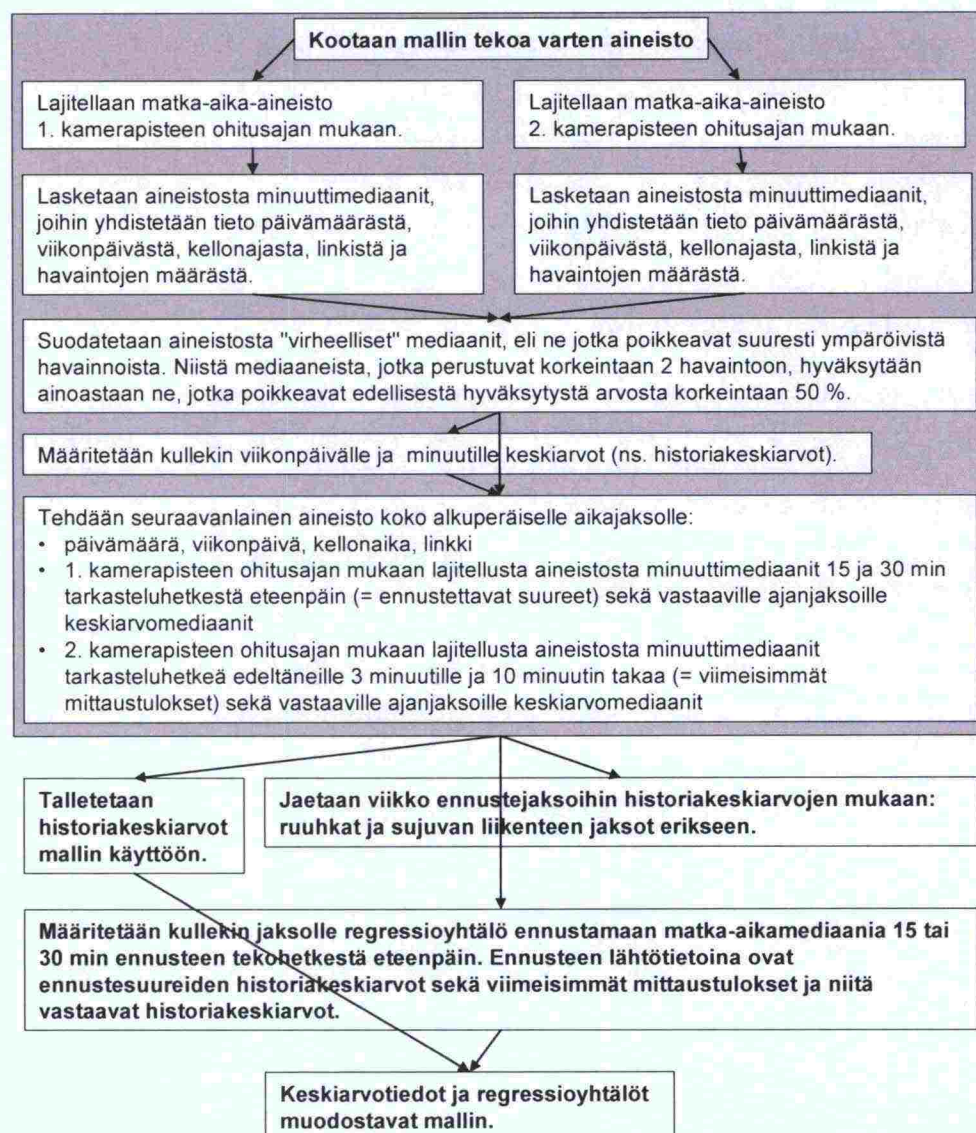 Kootaan mallin tekoa varten aineisto
Lajitellaan matka-aika-aineisto
1. kamerapisteen ohitusajan mukaan.
Lajitellaan matka-aika-aineisto
2. kamerapisteen ohitusajan mukaan.
Lasketaan aineistosta minuuttimediaanit,
joihin yhdistetään tieto päivämäärästä,
viikonpäivästä, kellonajasta, linkistä ja
havaintojen määrästä.
Lasketaan aineistosta minuuttimediaanit,
joihin yhdistetään tieto päivämäärästä,
viikonpäivästä, kellonajasta, linkistä ja
havaintojen määrästä.
Suodatetaan aineistosta "virheelliset" mediaanit, eli ne jotka poikkeavat suuresti ympäröivistä
havainnoista. Niistä mediaaneista, jotka perustuvat korkeintaan 2 havaintoon, hyväksytään
ainoastaan ne, jotka poikkeavat edellisestä hyväksytystä arvosta korkeintaan 50 %.
Määritetään kullekin viikonpäivälle ja minuutille keskiarvot (ns. historiakeskiarvot).
Tehdään seuraavanlainen aineisto koko alkuperäiselle aikajaksolle:
• päivämäärä, viikonpäivä, kellonaika, linkki
• 1. kamerapisteen ohitusajan mukaan lajitellusta aineistosta minuuttimediaanit 15 ja 30 min
tarkasteluhetkestä eteenpäin (= ennustettavat suureet) sekä vastaaville ajanjaksoille
keskiarvomediaanit
• 2. kamerapisteen ohitusajan mukaan lajitellusta aineistosta minuuttimediaanit
tarkasteluhetkeä edeltäneille 3 minuutille ja 10 minuutin takaa (= viimeisimmät
mittaustulokset) sekä vastaaville ajanjaksoille keskiarvomediaanit
Talletetaan
historiakeskiarvot
mallin käyttöön.
Jaetaan viikko ennustejaksoihin historiakeskiarvojen mukaan:
ruuhkat ja sujuvan liikenteen jaksot erikseen.
Määritetään kullekin jaksolle regressioyhtälö ennustamaan matka-aikamediaania 15 tai
30 min ennusteen tekohetkestä eteenpäin. Ennusteen lähtötietoina ovat
ennustesuureiden historiakeskiarvot sekä viimeisimmät mittaustulokset ja niitä
vastaavat historiakeskiarvot.
Keskiarvotiedot ja regressioyhtälöt
muodostavat mallin.